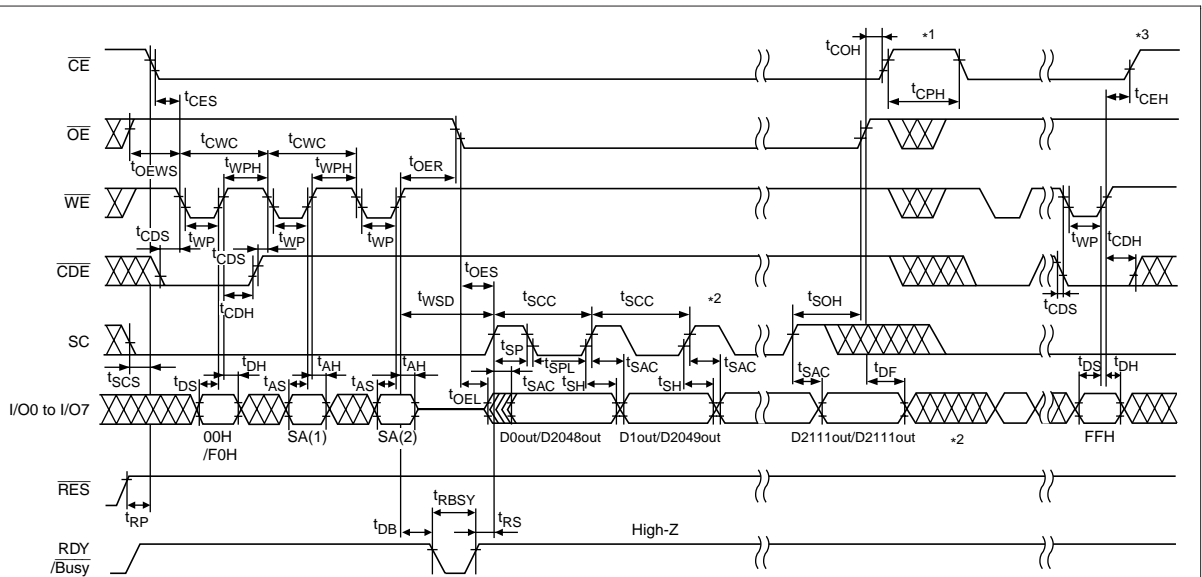 tCOH *1 *3
CE
tCES tCPH tCEH
OE
tCWC tCWC
tOEWS tWPH tWPH tOER
WE
tCDS tWP tCDS tWP tWP tWP tCDH
CDE
tOES
tCDH tWSD tSCC tSCC *2 tSOH tCDS
SC
tSP tSPL tSAC tSAC
tSCS tDS tDH tAS tAH tAS tAH tOEL tSAC tSH tSH tSAC tDF tDS tDH
I/O0 to I/O7
00H
/F0H SA(1) SA(2) D0out/D2048out D1out/D2049out D2111out/D2111out *2 FFH
RES
tRP tRBSY
tDB tRS High-Z
RDY
/Busy